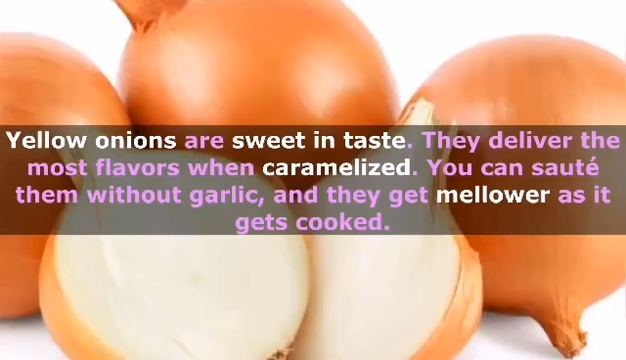 Yellow onions are sweet in taste. They deliver the
most flavors when caramelized. You can sauté
them without garlic, and they get mellower as it
gets cooked.